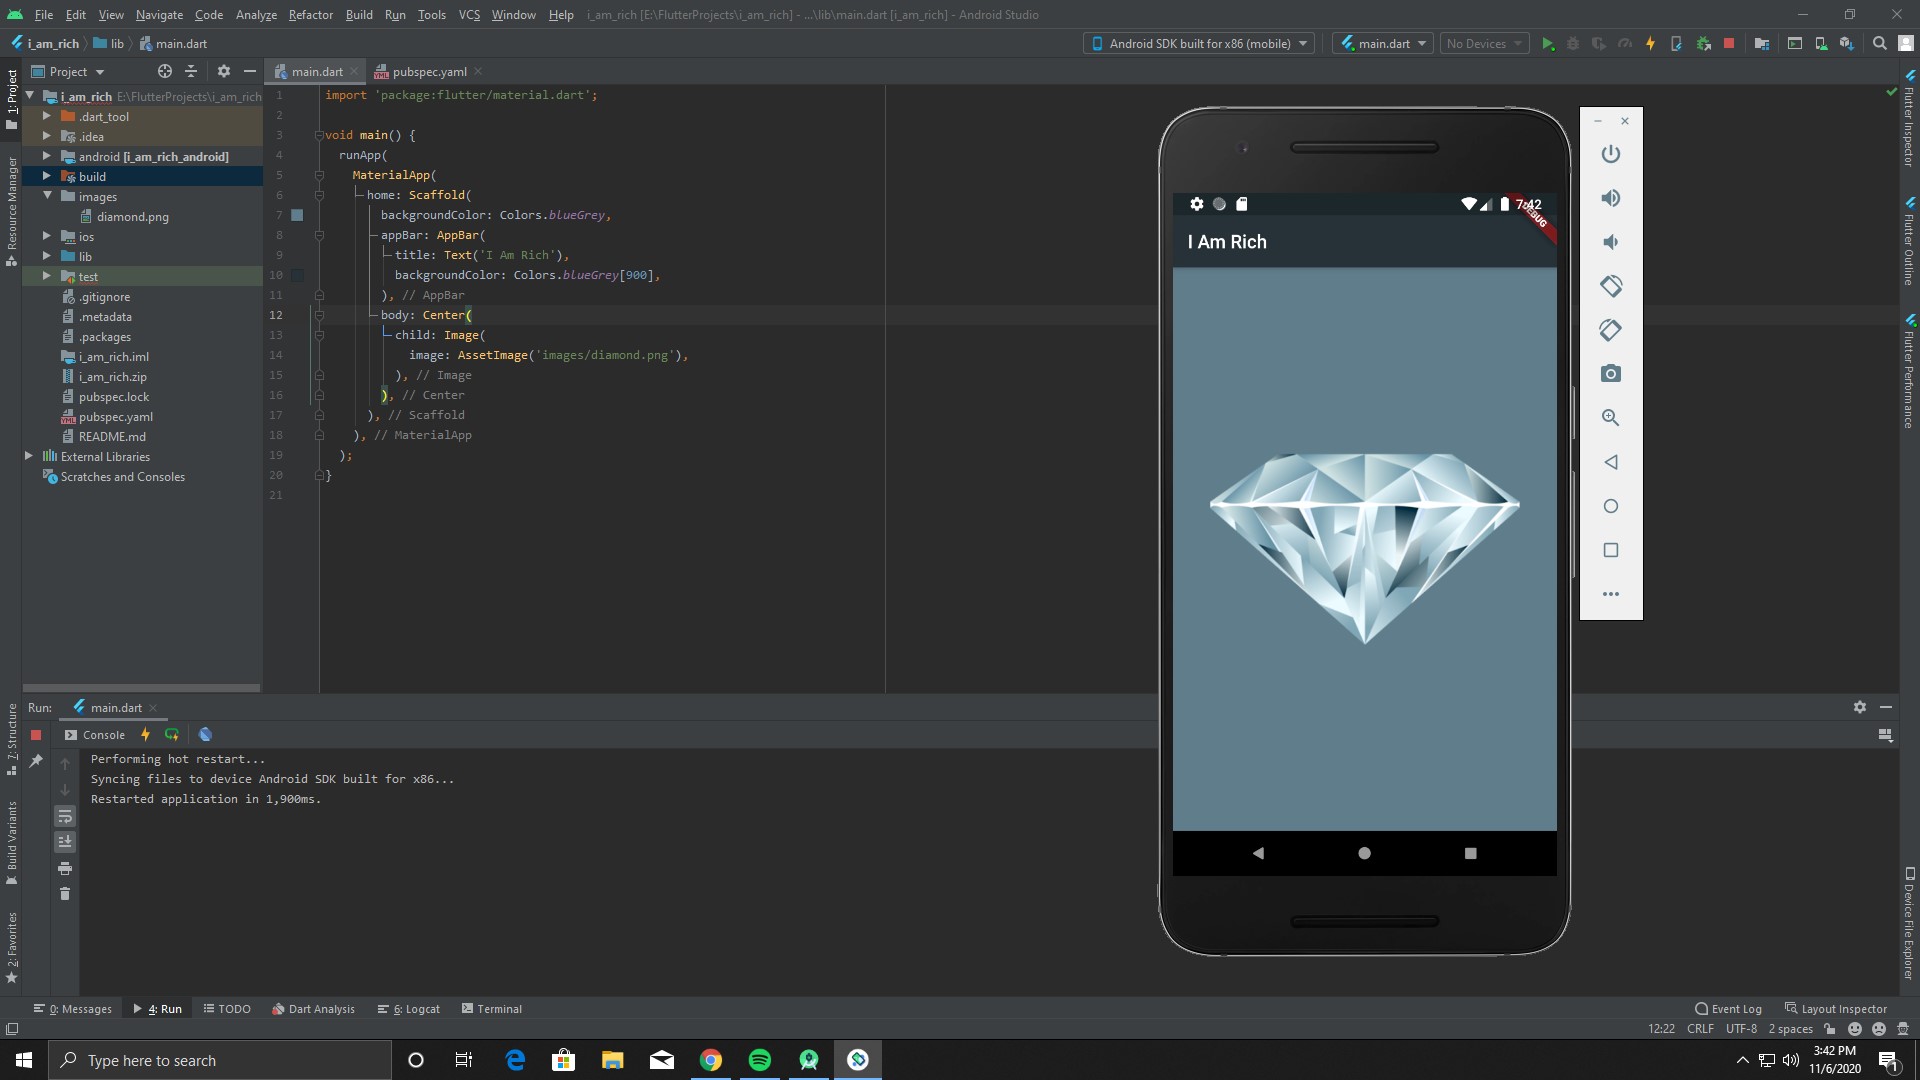 File Edit View Navigate Code Analyze Refactor Build Run Tools VCS Window Help i_am_rich [E:\FlutterProjects\i_am_rich] - ...\lib\main.dart [i_am_rich] - Android Studio
i_am_rich lib main.dart
Android SDK built for x86 (mobile) main.dart No Devices
1: Project
Resource Manager
7: Structure
Build Variants
2: Favorites
Project
i_am_rich E:\FlutterProjects\i_am_rich
.dart_tool
.idea
android [i_am_rich_android]
build
images
diamond.png
ios
lib
test
.gitignore
.metadata
.packages
i_am_rich.iml
i_am_rich.zip
pubspec.lock
pubspec.yaml
README.md
External Libraries
Scratches and Consoles
main.dart pubspec.yaml
1 import 'package:flutter/material.dart';
2
3 void main() {
4 runApp(
5 MaterialApp(
6 home: Scaffold(
7 backgroundColor: Colors.blueGrey,
8 appBar: AppBar(
9 title: Text('I Am Rich'),
10 backgroundColor: Colors.blueGrey[900],
11 ), // AppBar
12 body: Center(
13 child: Image(
14 image: AssetImage('images/diamond.png'),
15 ), // Image
16 ), // Center
17 ), // Scaffold
18 ), // MaterialApp
19 );
20 }
21
7:42
DEBUG
I Am Rich
Flutter Inspector
Flutter Outline
Flutter Performance
Device File Explorer
Run: main.dart
Console
Performing hot restart...
Syncing files to device Android SDK built for x86...
Restarted application in 1,900ms.
0: Messages 4: Run TODO Dart Analysis 6: Logcat Terminal Event Log Layout Inspector
12:22 CRLF UTF-8 2 spaces
Type here to search
3:42 PM
11/6/2020
1